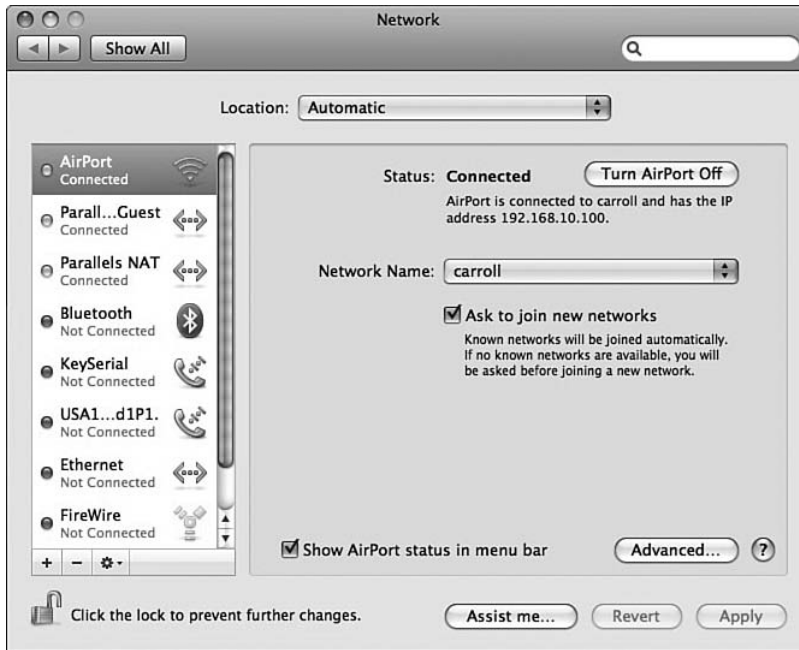 Network
Show All
Location: Automatic
AirPort
Connected
Parall...Guest
Connected
Parallels NAT
Connected
Bluetooth
Not Connected
KeySerial
Not Connected
USA1...d1P1.
Not Connected
Ethernet
Not Connected
FireWire
Not Connected
+ −
Status: Connected
Turn AirPort Off
AirPort is connected to carroll and has the IP
address 192.168.10.100.
Network Name: carroll
Ask to join new networks
Known networks will be joined automatically.
If no known networks are available, you will
be asked before joining a new network.
Show AirPort status in menu bar
Advanced...
?
Click the lock to prevent further changes.
Assist me...
Revert
Apply